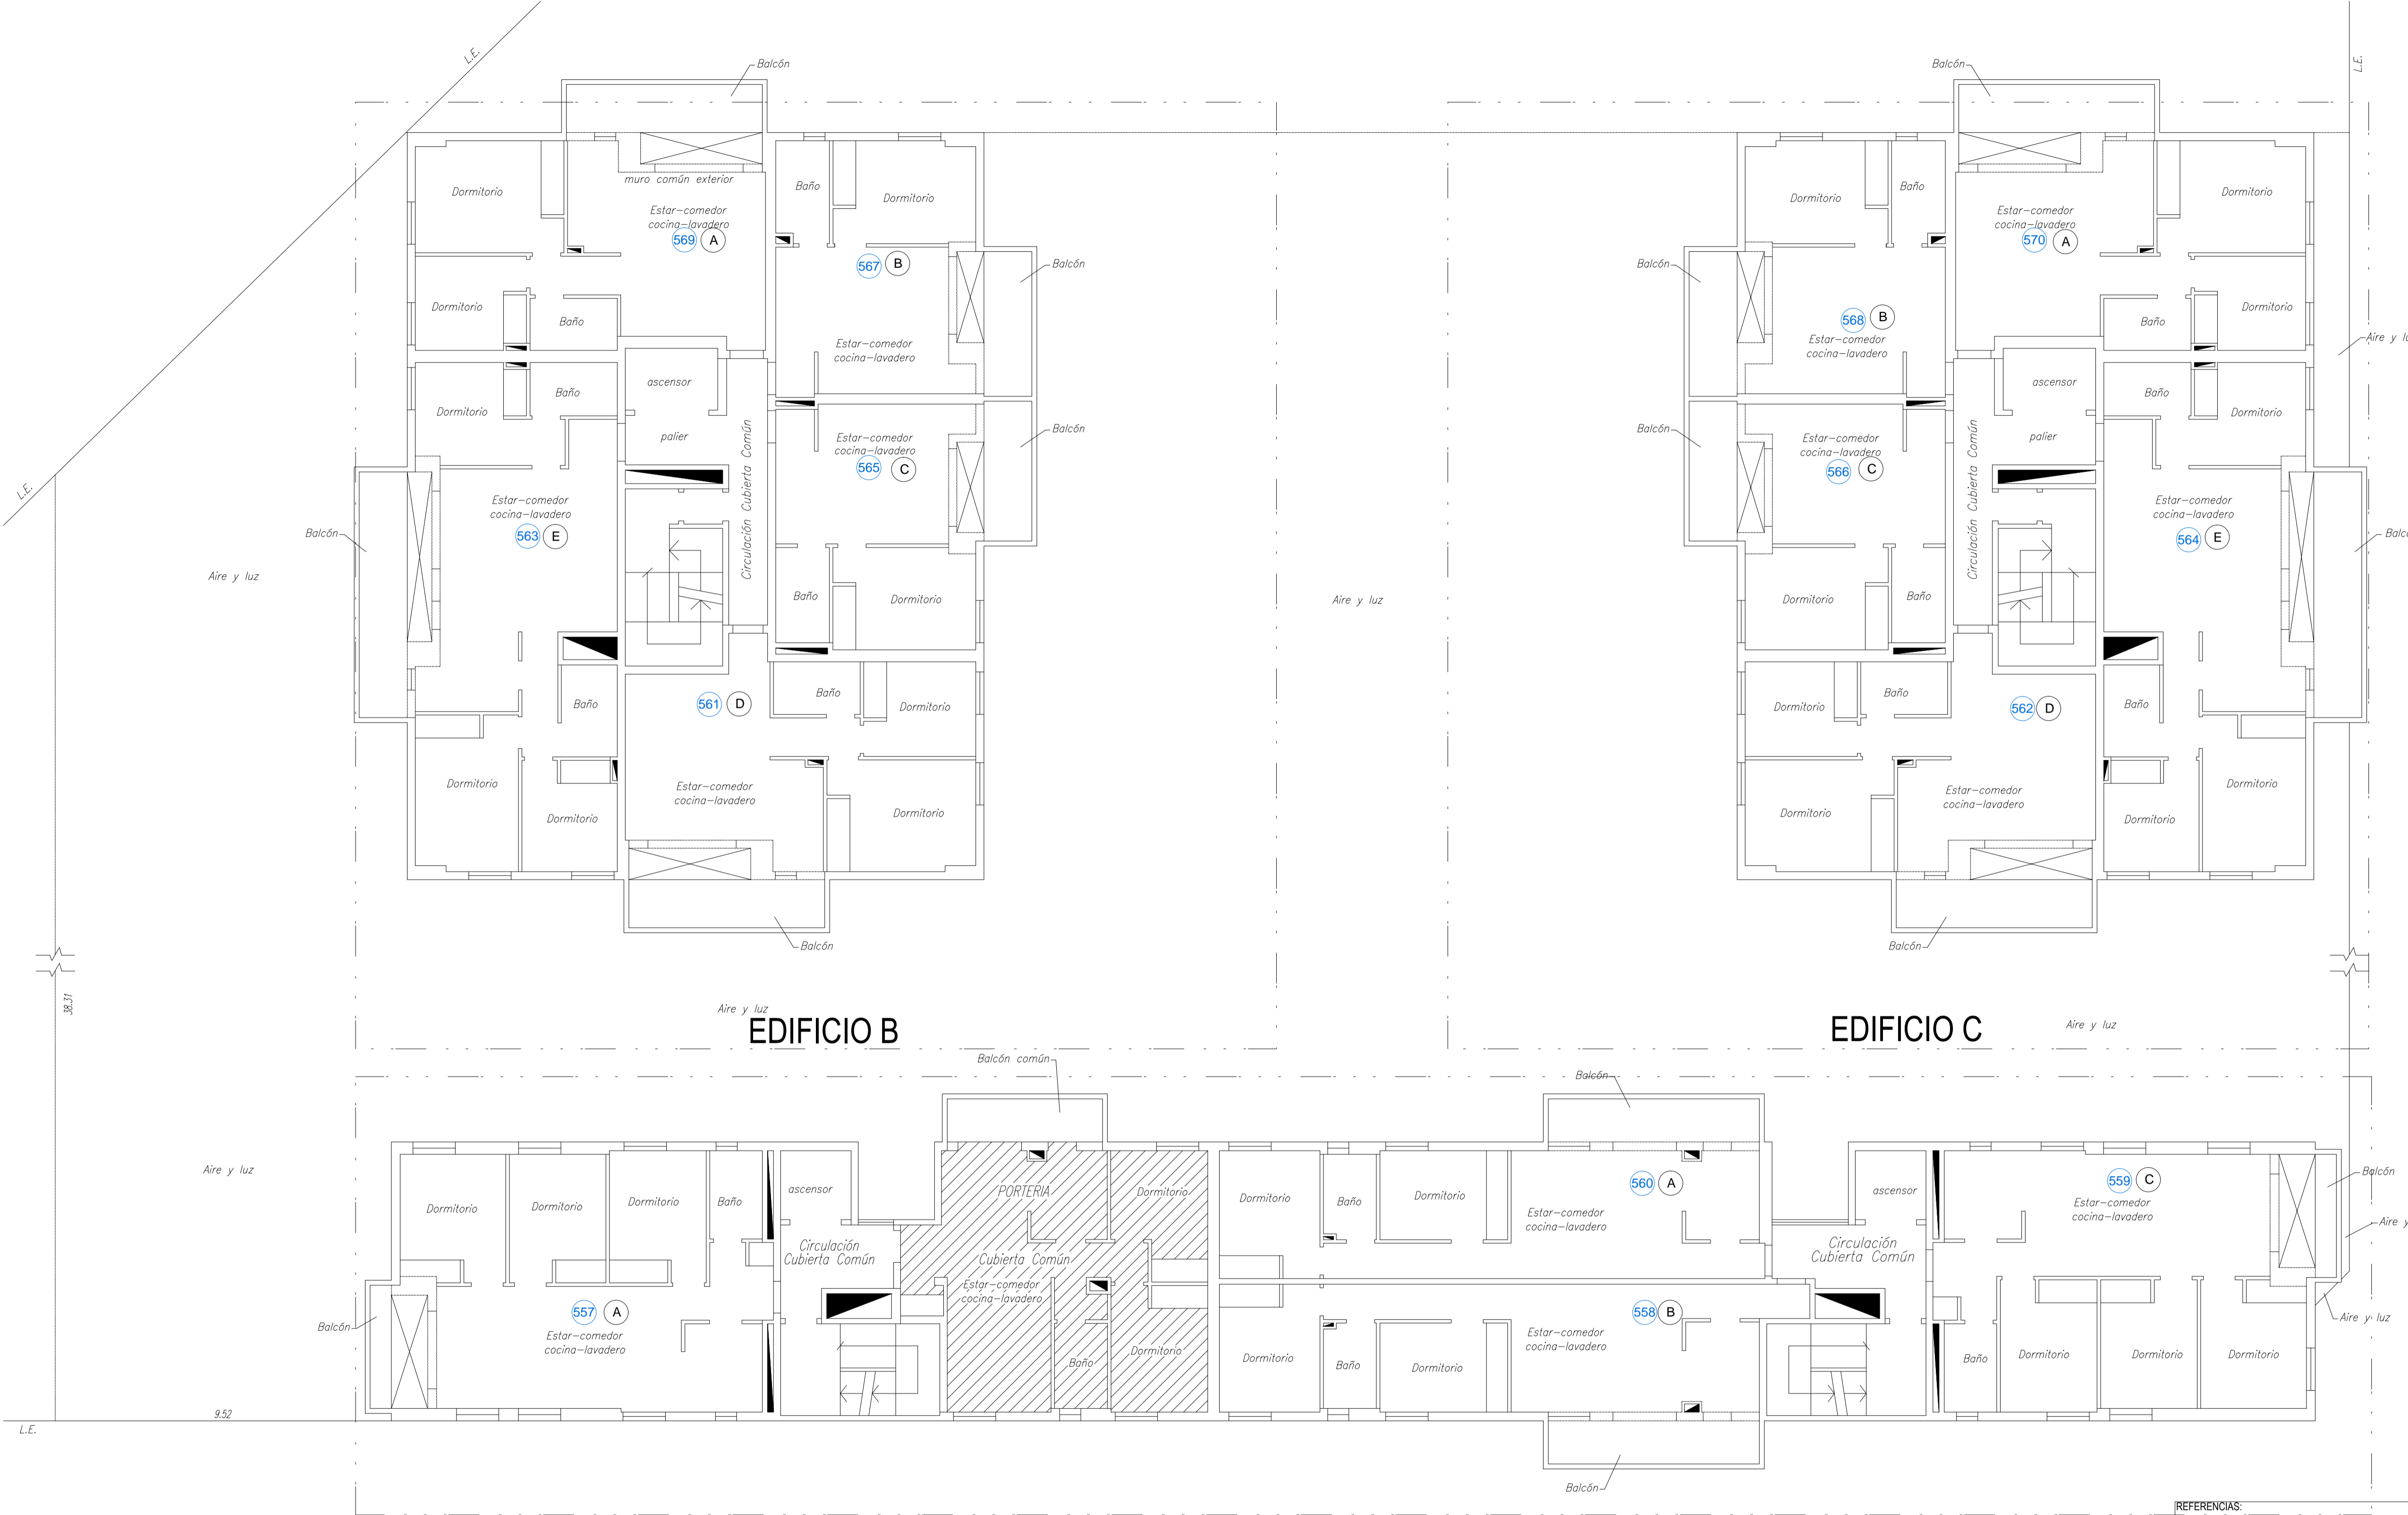 L.E.
L.E.
L.E.
Aire y luz
38.31
Balcón
Dormitorio
muro común exterior
Estar-comedor
cocina-lavadero
569 A
Dormitorio
Baño
Baño
Dormitorio
567 B
Balcón
Estar-comedor
cocina-lavadero
Dormitorio
Baño
ascensor
palier
Circulación Cubierta Común
Estar-comedor
cocina-lavadero
565 C
Balcón
Baño
Dormitorio
Estar-comedor
cocina-lavadero
563 E
Balcón
Baño
Dormitorio
Dormitorio
561 D
Baño
Dormitorio
Estar-comedor
cocina-lavadero
Dormitorio
Balcón
Aire y luz
EDIFICIO B
Aire y luz
Balcón
Dormitorio
Baño
Estar-comedor
cocina-lavadero
570 A
Dormitorio
Balcón
568 B
Estar-comedor
cocina-lavadero
Baño
Dormitorio
Balcón
Estar-comedor
cocina-lavadero
566 C
Circulación Cubierta Común
ascensor
palier
Baño
Dormitorio
Estar-comedor
cocina-lavadero
564 E
Dormitorio
Baño
Dormitorio
Baño
562 D
Baño
Dormitorio
Estar-comedor
cocina-lavadero
Dormitorio
Dormitorio
Balcón
EDIFICIO C
Aire y luz
Aire y lu
Balc
Aire y luz
Dormitorio
Dormitorio
Dormitorio
Baño
ascensor
Circulación
Cubierta Común
557 A
Estar-comedor
cocina-lavadero
Balcón
9.52
L.E.
Balcón común
PORTERIA
Dormitorio
Cubierta Común
Estar-comedor
cocina-lavadero
Baño
Dormitorio
Balcón
Dormitorio
Baño
Dormitorio
560 A
Estar-comedor
cocina-lavadero
558 B
Estar-comedor
cocina-lavadero
Dormitorio
Baño
Dormitorio
Balcón
ascensor
Circulación
Cubierta Común
559 C
Estar-comedor
cocina-lavadero
Baño
Dormitorio
Dormitorio
Dormitorio
Balcón
Aire y
Aire y luz
REFERENCIAS: